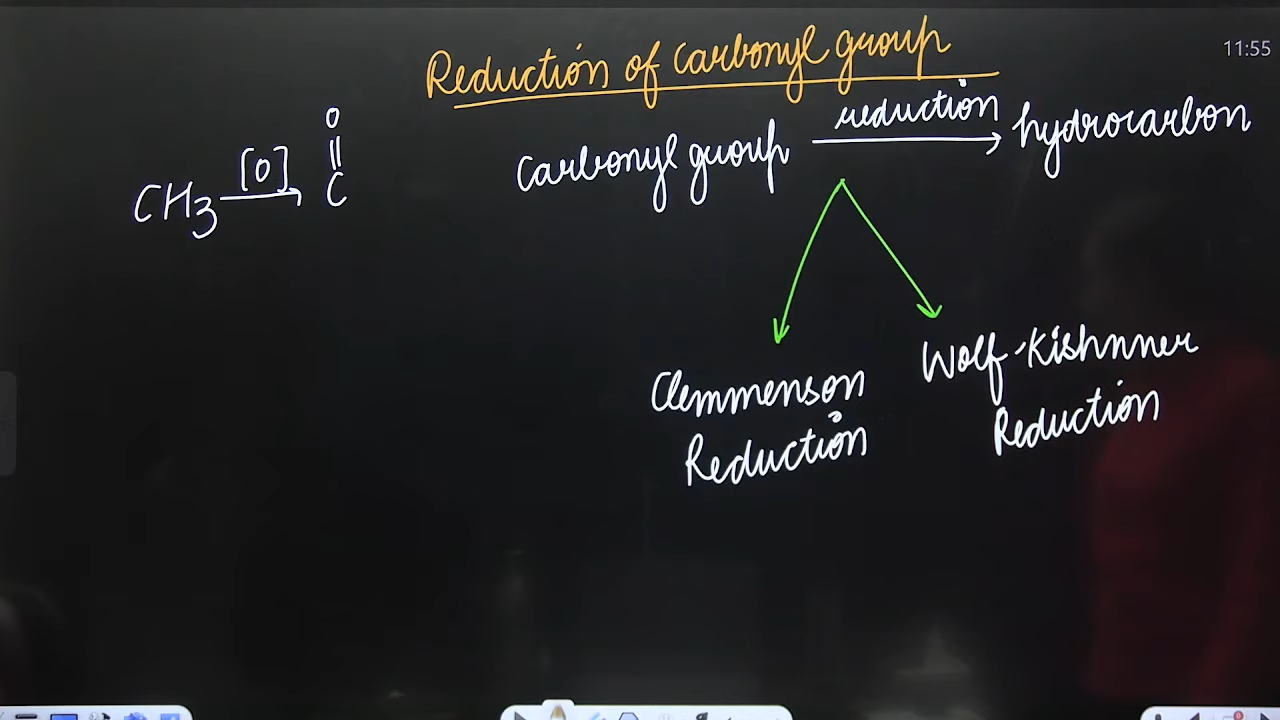 Reduction of carbonyl group
11:55
carbonyl group reduction hydrocarbon
O
||
CH3 [O] C
Clemmenson
Reduction
Wolf-Kishnner
Reduction